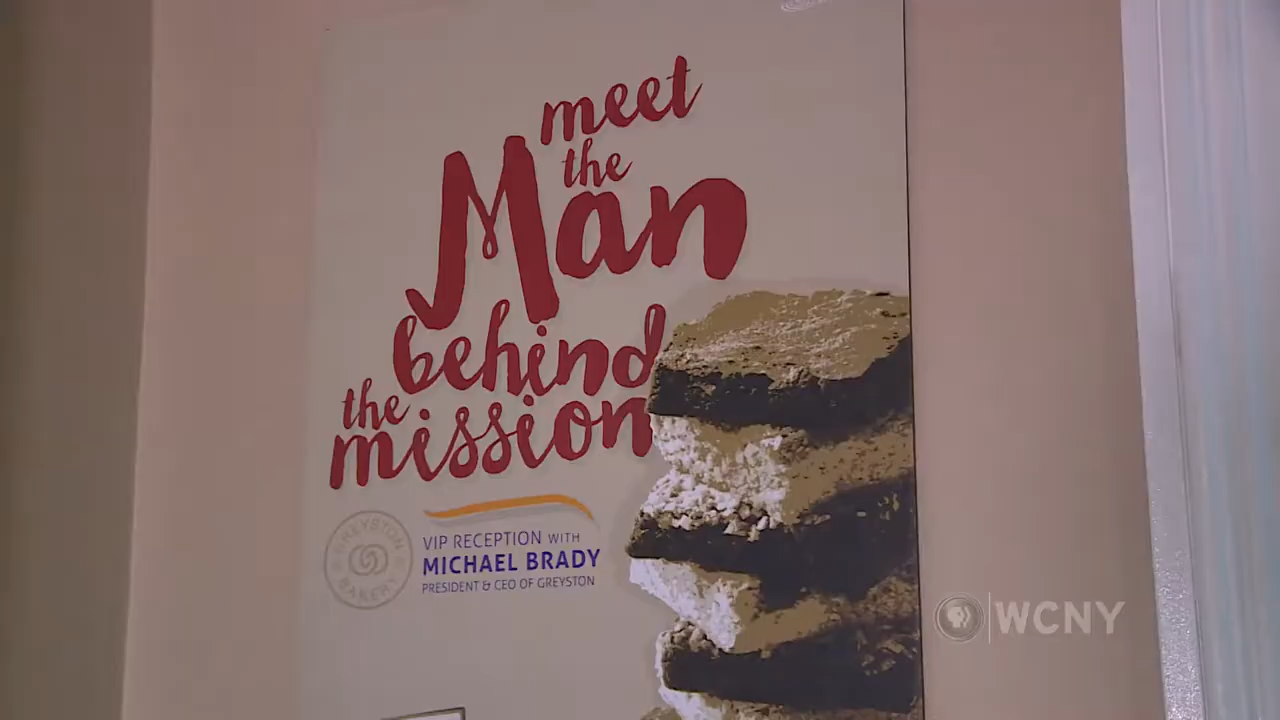 meet
the
Man
behind
the
mission
GREYSTON
BAKERY
VIP RECEPTION WITH
MICHAEL BRADY
PRESIDENT & CEO OF GREYSTON
WCNY